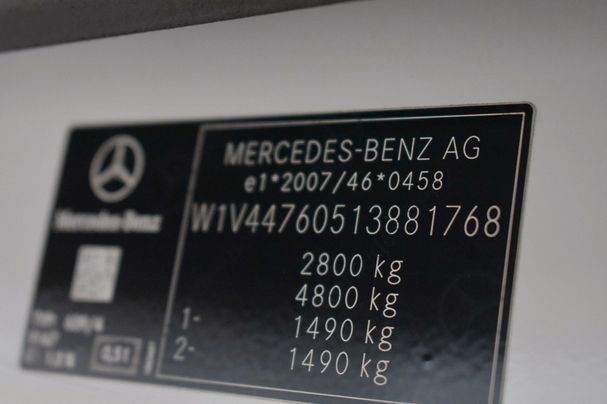 Mercedes-Benz
MERCEDES-BENZ AG
e1*2007/46*0458
W1V44760513881768
2800 kg
4800 kg
1- 1490 kg
2- 1490 kg
0,51